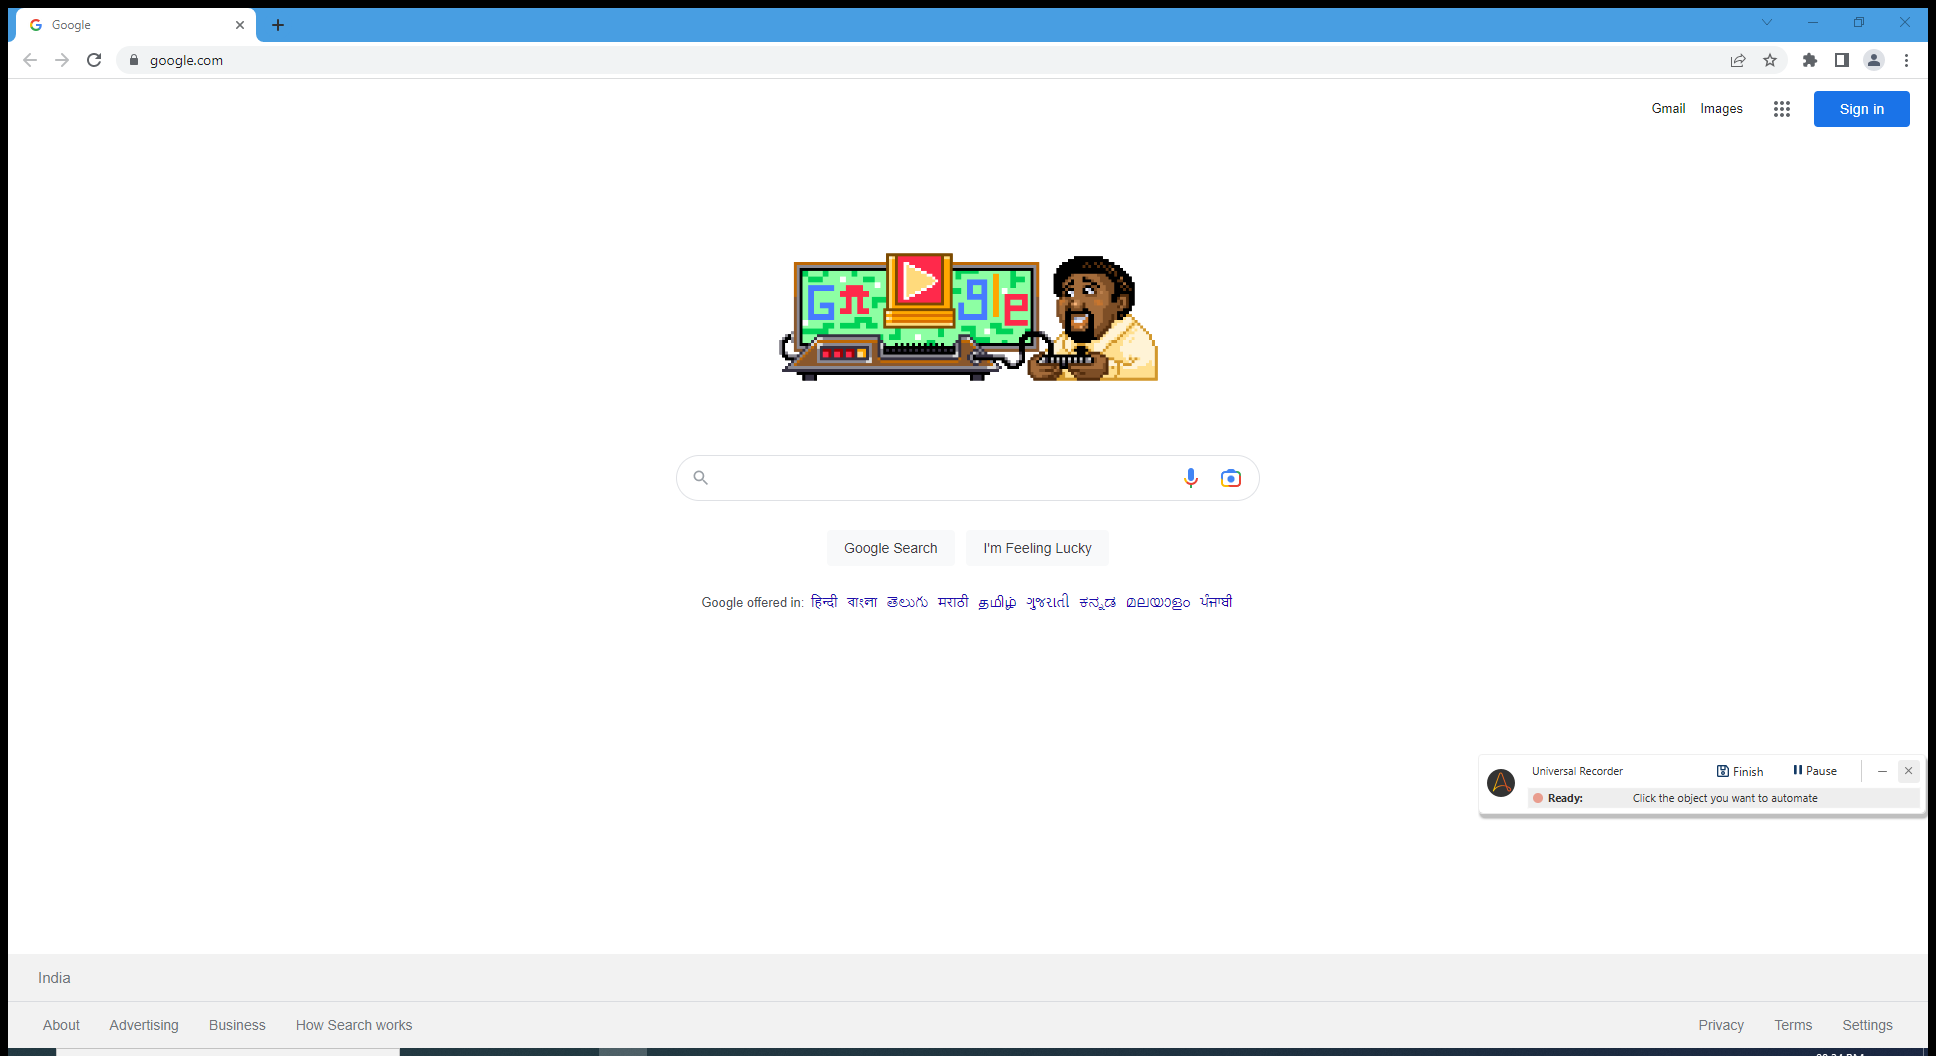 Google
google.com
Gmail Images Sign in
G g l e
Google Search I'm Feeling Lucky
Google offered in: हिन्दी বাংলা తెలుగు मराठी தமிழ் ગુજરાતી ಕನ್ನಡ മലയാളം ਪੰਜਾਬੀ
Universal Recorder Finish Pause
Ready: Click the object you want to automate
India
About Advertising Business How Search works Privacy Terms Settings